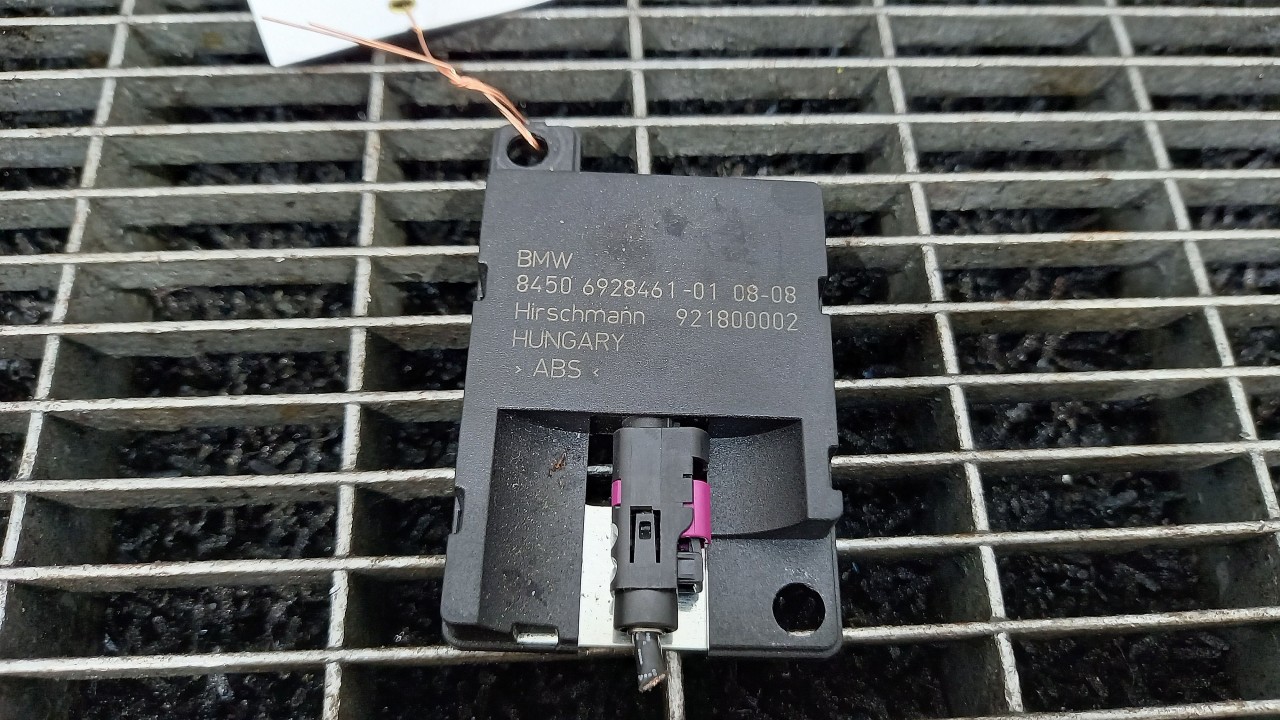 BMW
8450 6928461-01 08-08
Hirschmann 921800002
HUNGARY
> ABS <